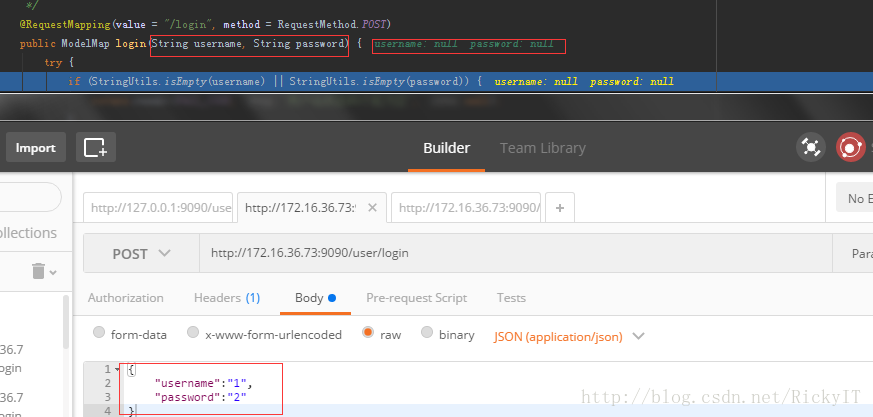 */
@RequestMapping(value = "/login", method = RequestMethod.POST)
public ModelMap login(String username, String password) { username: null password: null
try {
if (StringUtils.isEmpty(username) || StringUtils.isEmpty(password)) { username: null password: null
Import
Builder
Team Library
http://127.0.0.1:9090/use
http://172.16.36.73:
http://172.16.36.73:9090/
+
No E
ollections
POST
http://172.16.36.73:9090/user/login
Para
Authorization
Headers (1)
Body
Pre-request Script
Tests
form-data
x-www-form-urlencoded
raw
binary
JSON (application/json)
36.7
ogin
36.7
ogin
1 {
2 "username":"1",
3 "password":"2"
4 }
http://blog.csdn.net/RickyIT